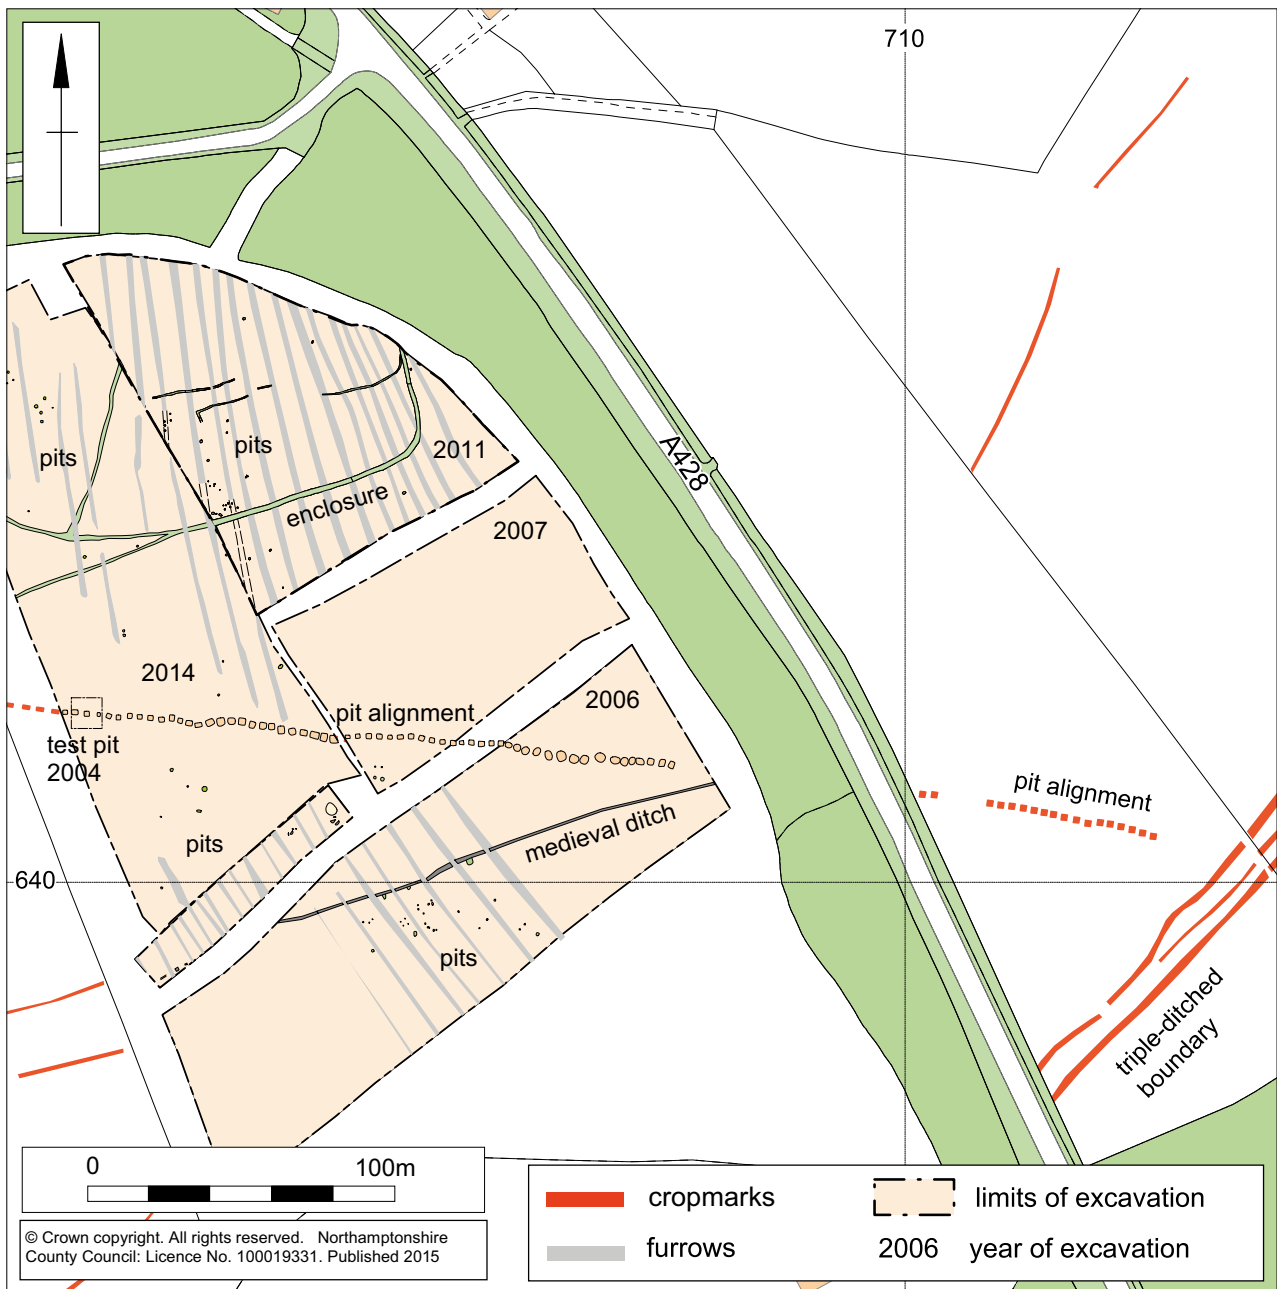 710
A428
pits
pits
2011
enclosure
2007
2014
2006
pit alignment
test pit
2004
pit alignment
medieval ditch
pits
640
pits
triple-ditched
boundary
0 100m
© Crown copyright. All rights reserved. Northamptonshire
County Council: Licence No. 100019331. Published 2015
cropmarks
limits of excavation
furrows
2006 year of excavation